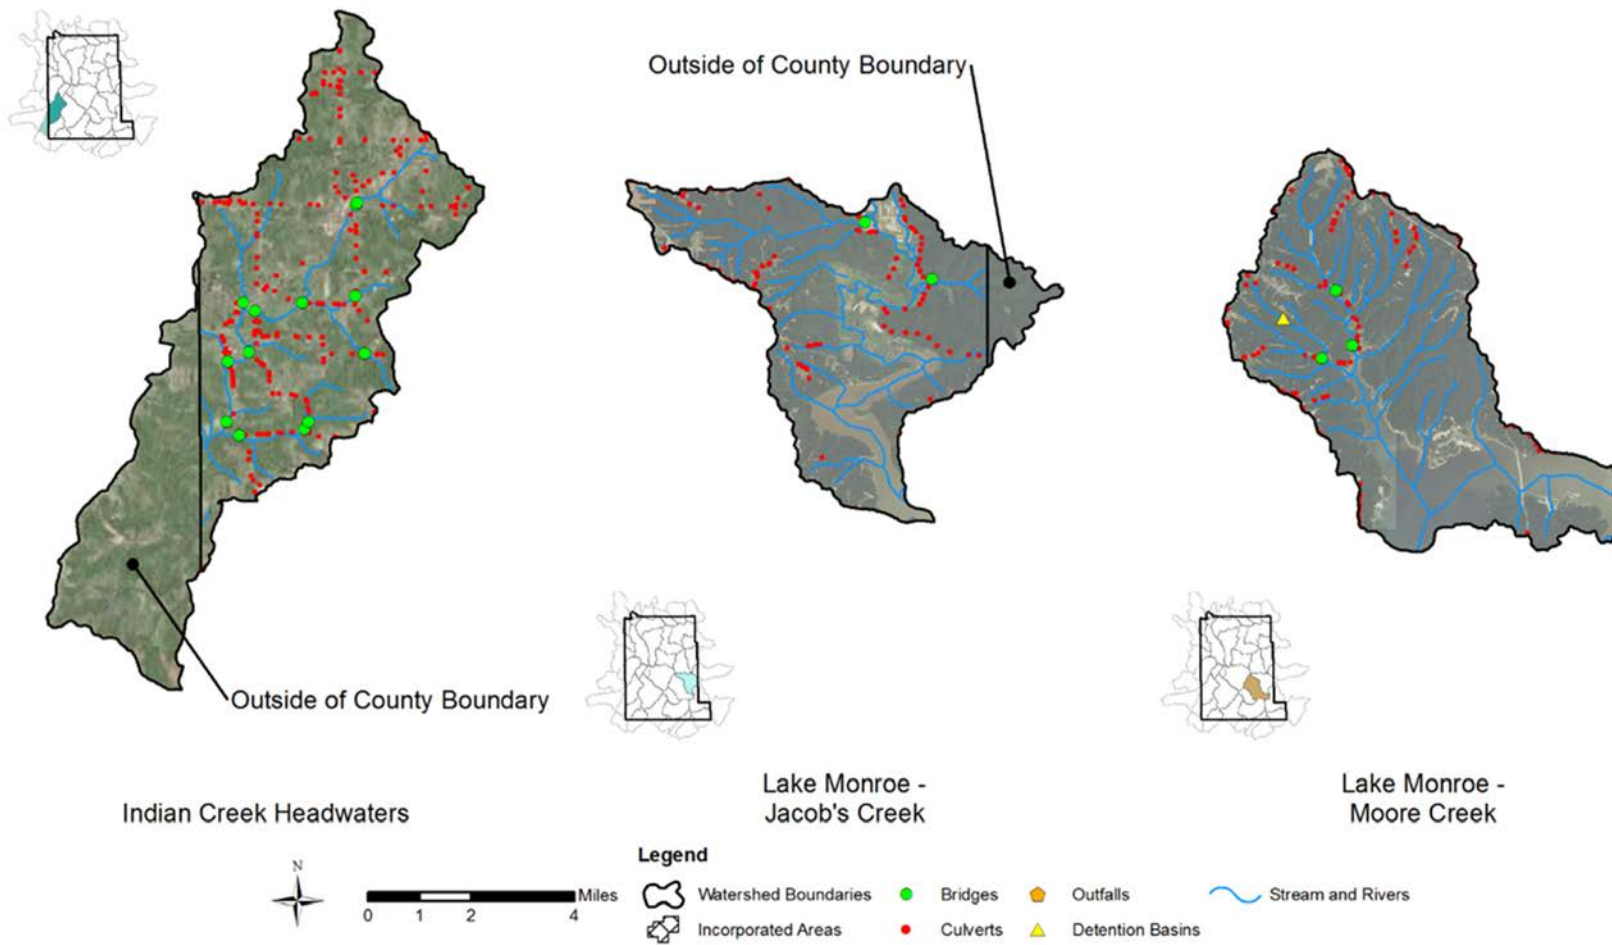 Outside of County Boundary
Outside of County Boundary
Indian Creek Headwaters
Lake Monroe -
Jacob's Creek
Lake Monroe -
Moore Creek
N
0 1 2 4 Miles
Legend
Watershed Boundaries
Bridges
Outfalls
Stream and Rivers
Incorporated Areas
Culverts
Detention Basins